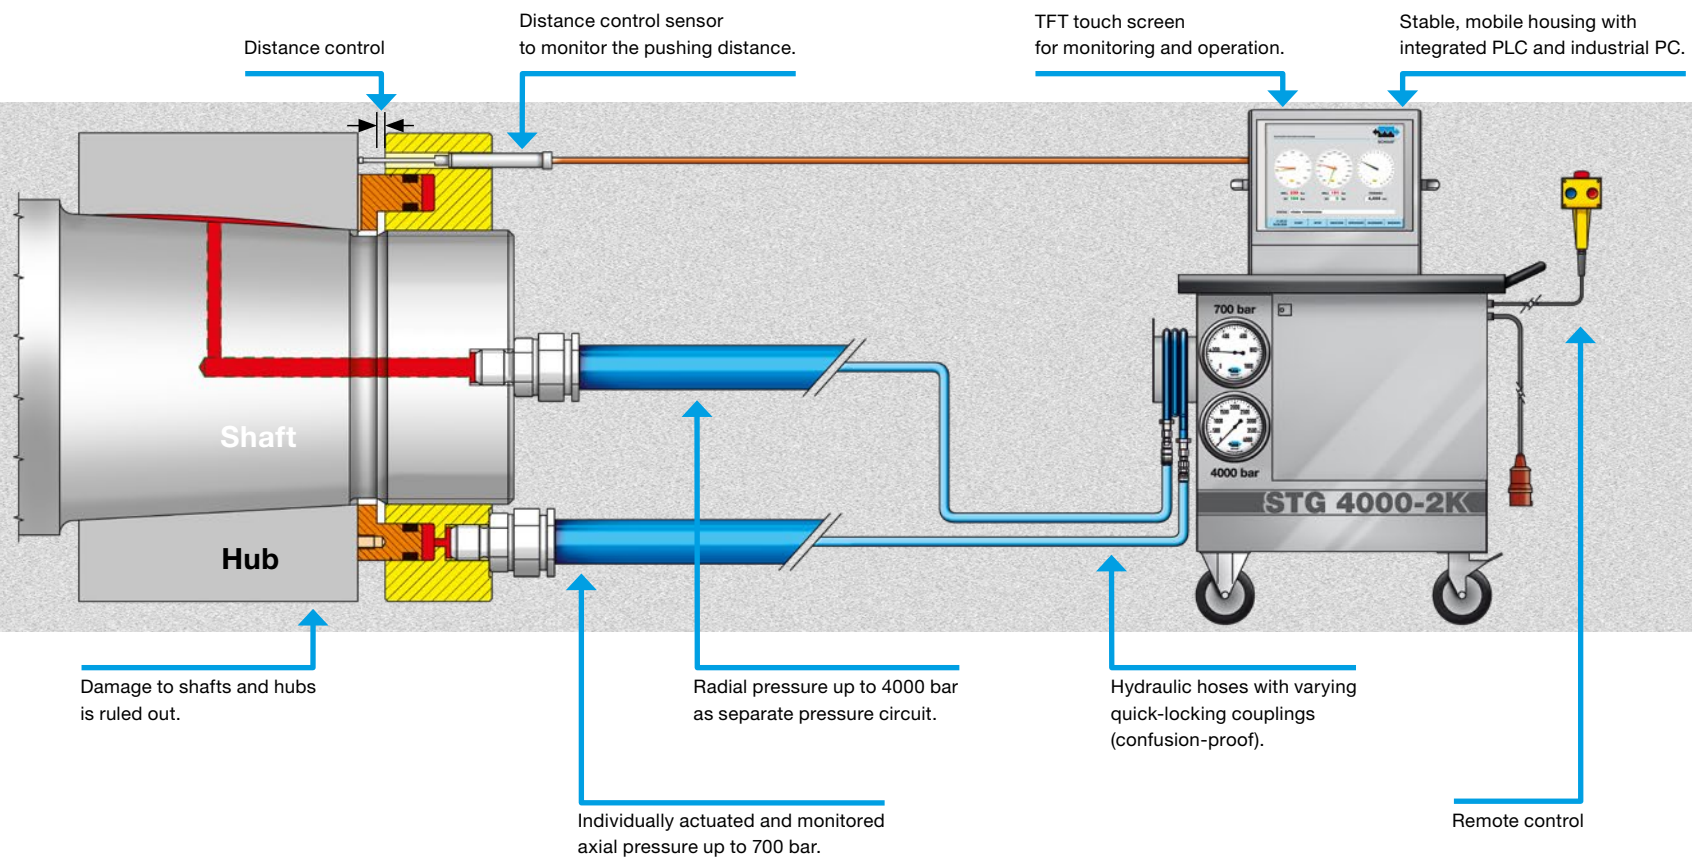 Distance control
Distance control sensor
to monitor the pushing distance.
TFT touch screen
for monitoring and operation.
Stable, mobile housing with
integrated PLC and industrial PC.
700 bar
4000 bar
STG 4000-2K
Shaft
Hub
Damage to shafts and hubs
is ruled out.
Radial pressure up to 4000 bar
as separate pressure circuit.
Hydraulic hoses with varying
quick-locking couplings
(confusion-proof).
Individually actuated and monitored
axial pressure up to 700 bar.
Remote control